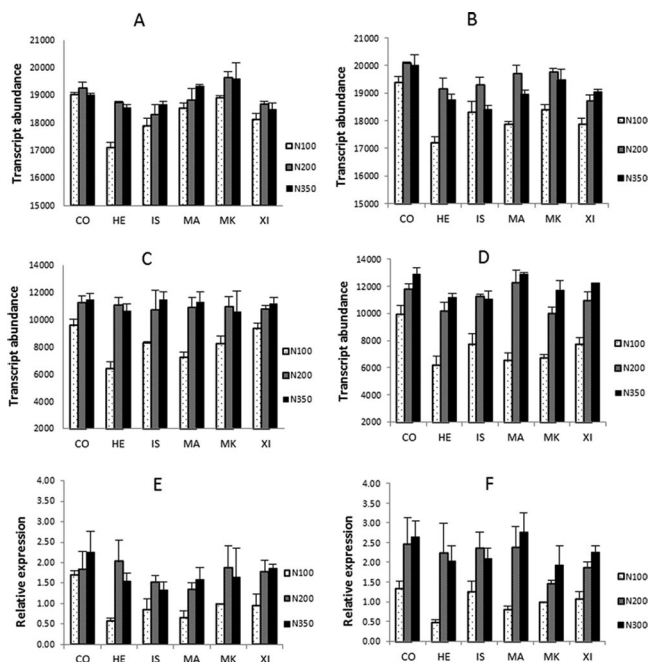 A
Transcript abundance
21000
20000
19000
18000
17000
16000
15000
CO HE IS MA MK XI
N100
N200
N350
B
Transcript abundance
21000
20000
19000
18000
17000
16000
15000
CO HE IS MA MK XI
N100
N200
N350
C
Transcript abundance
14000
12000
10000
8000
6000
4000
2000
CO HE IS MA MK XI
N100
N200
N350
D
Transcript abundance
14000
12000
10000
8000
6000
4000
2000
CO HE IS MA MK XI
N100
N200
N350
E
Relative expression
4.00
3.50
3.00
2.50
2.00
1.50
1.00
0.50
0.00
CO HE IS MA MK XI
N100
N200
N350
F
Relative expression
4.00
3.50
3.00
2.50
2.00
1.50
1.00
0.50
0.00
CO HE IS MA MK XI
N100
N200
N300